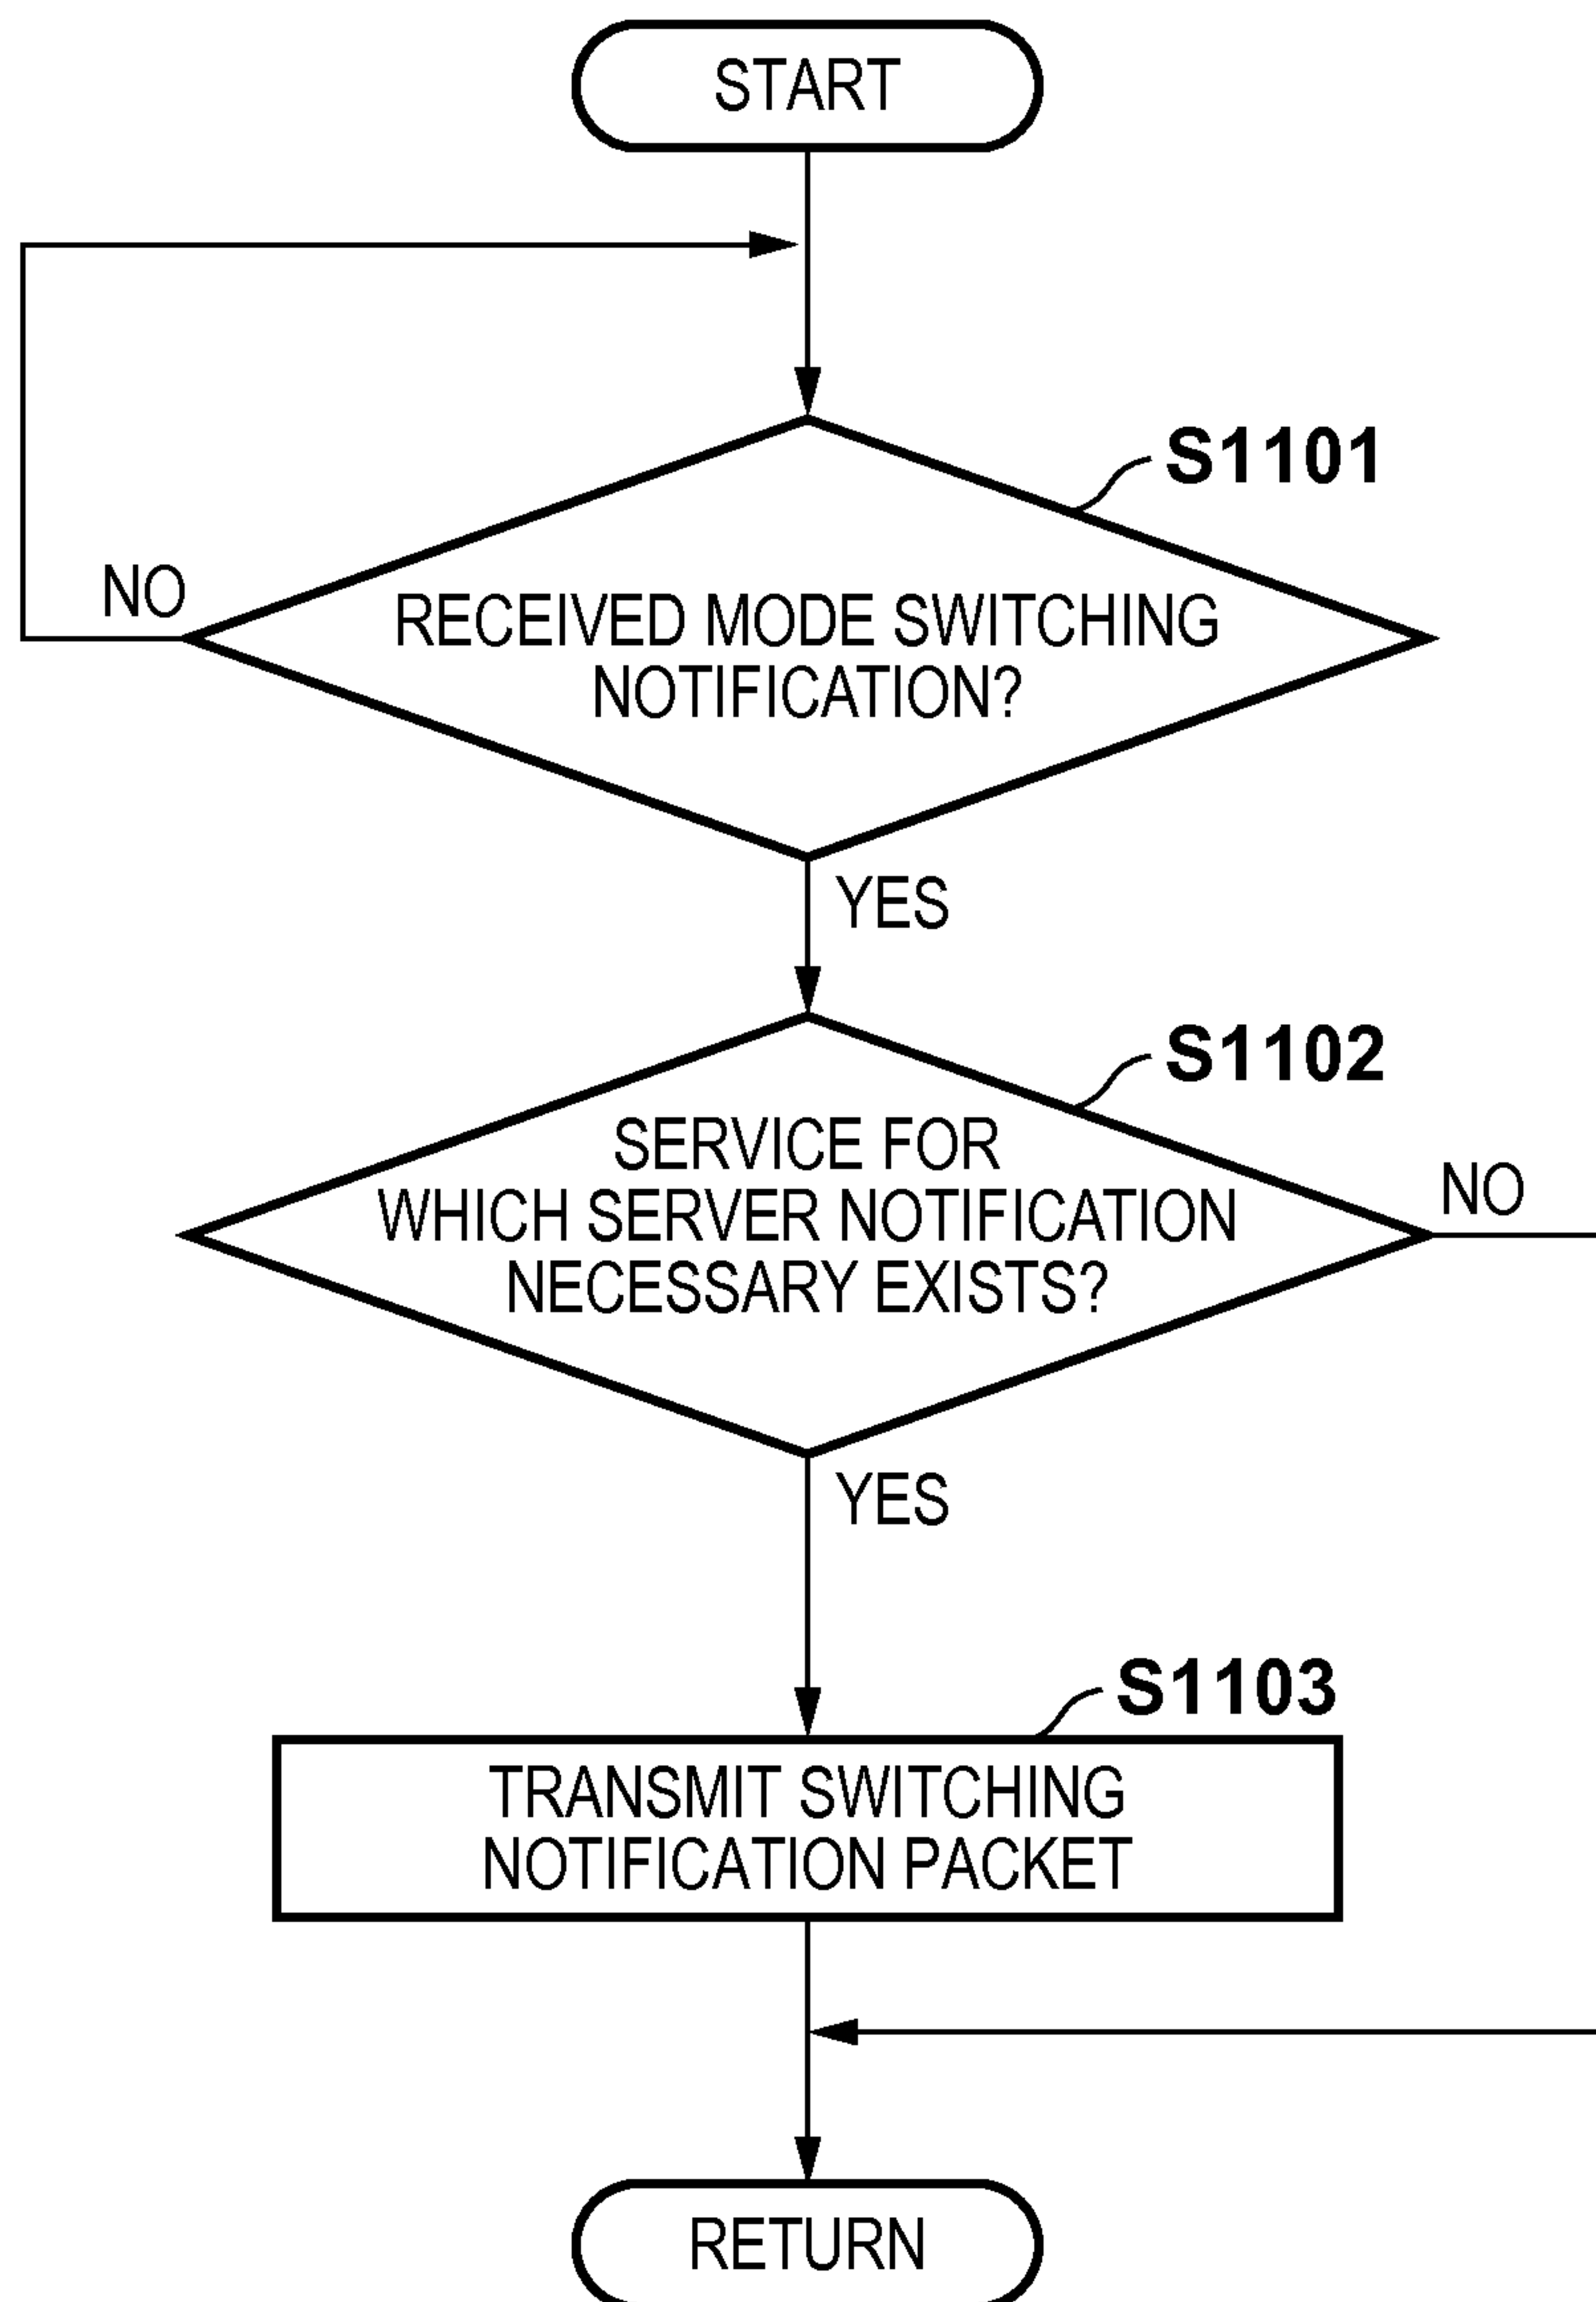 START
S1101
NO
RECEIVED MODE SWITCHING
NOTIFICATION?
YES
S1102
SERVICE FOR
WHICH SERVER NOTIFICATION
NECESSARY EXISTS?
NO
YES
S1103
TRANSMIT SWITCHING
NOTIFICATION PACKET
RETURN